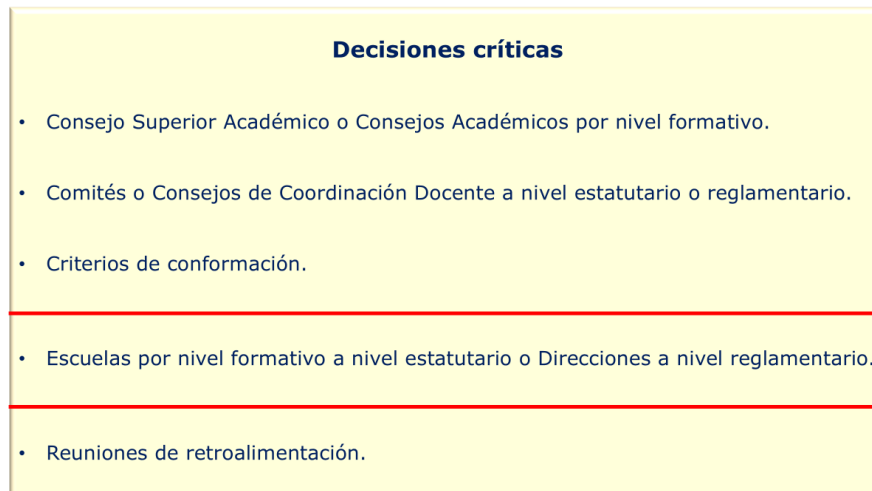 Decisiones críticas
• Consejo Superior Académico o Consejos Académicos por nivel formativo.
• Comités o Consejos de Coordinación Docente a nivel estatutario o reglamentario.
• Criterios de conformación.
• Escuelas por nivel formativo a nivel estatutario o Direcciones a nivel reglamentario.
• Reuniones de retroalimentación.